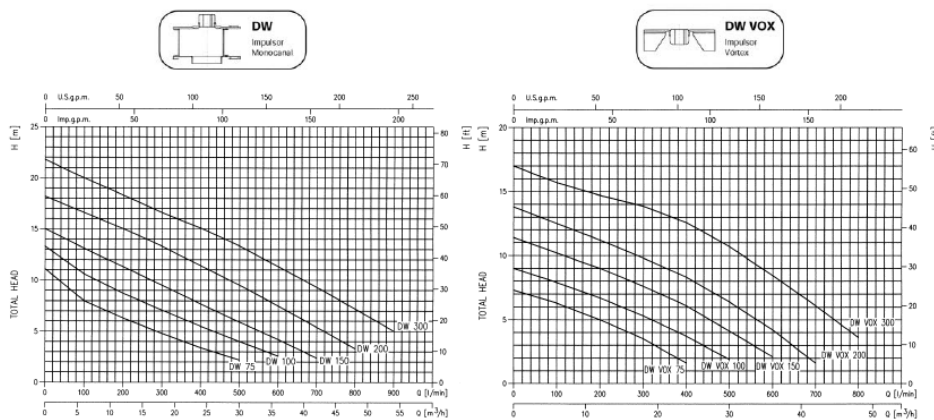 DW
Impulsor
Monocanal
0 U.S.g.p.m. 50 100 150 200 250
0 Imp.g.p.m. 50 100 150 200
H [m]
H [ft]
25
20
15
10
5
0
80
70
60
50
40
30
20
10
0
TOTAL HEAD
DW 300
DW 200
DW 150
DW 100
DW 75
0 100 200 300 400 500 600 700 800 900 Q [l/min]
0 5 10 15 20 25 30 35 40 45 50 55 Q [m³/h]
DW VOX
Impulsor
Vórtex
0 U.S.g.p.m. 50 100 150 200
0 Imp.g.p.m. 50 100 150
H [m]
20
15
10
5
0
60
50
40
30
20
10
0
TOTAL HEAD
DW VOX 300
DW VOX 200
DW VOX 150
DW VOX 100
DW VOX 75
0 100 200 300 400 500 600 700 800 Q [l/min]
0 10 20 30 40 50 Q [m³/h]